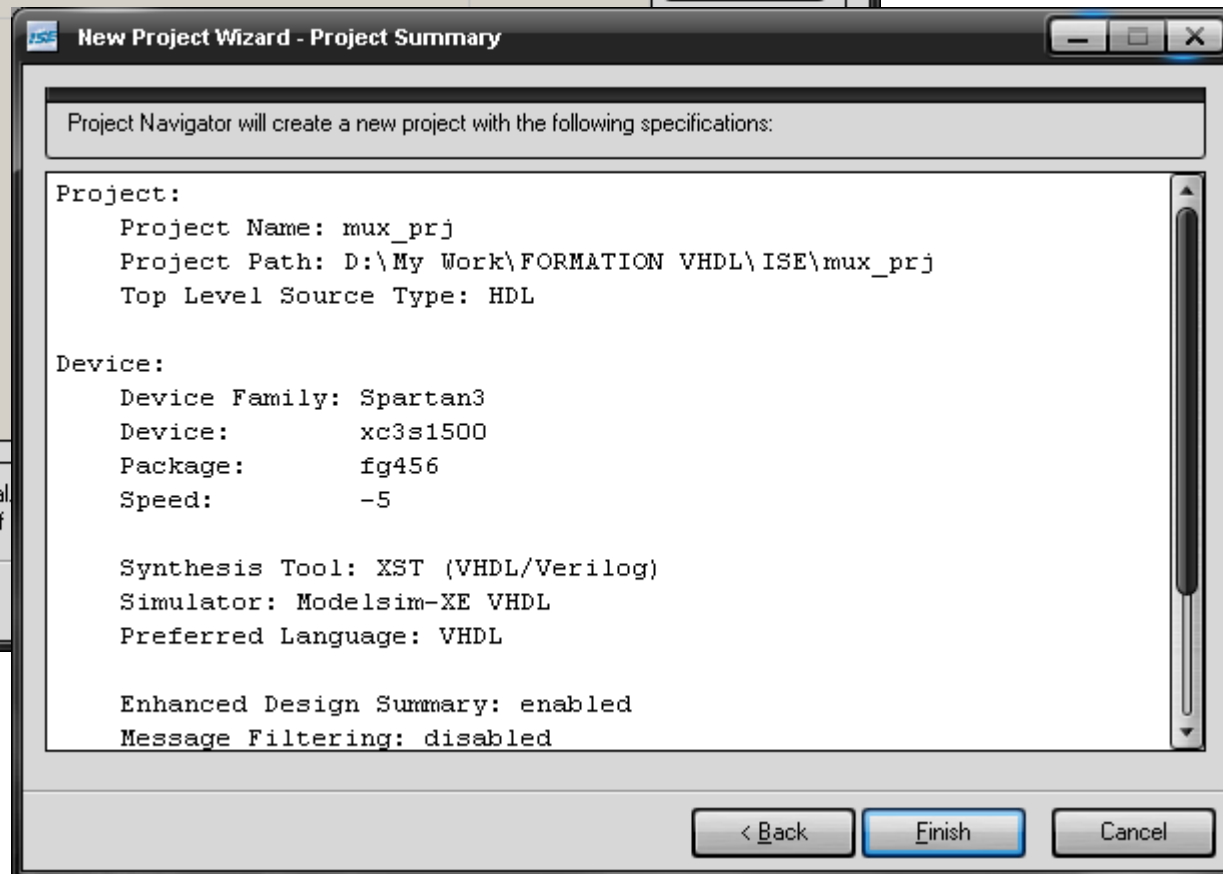 ISE New Project Wizard - Project Summary
Project Navigator will create a new project with the following specifications:
Project:
Project Name: mux_prj
Project Path: D:\My Work\FORMATION VHDL\ISE\mux_prj
Top Level Source Type: HDL
Device:
Device Family: Spartan3
Device: xc3s1500
Package: fg456
Speed: -5
Synthesis Tool: XST (VHDL/Verilog)
Simulator: Modelsim-XE VHDL
Preferred Language: VHDL
Enhanced Design Summary: enabled
Message Filtering: disabled
< Back Finish Cancel